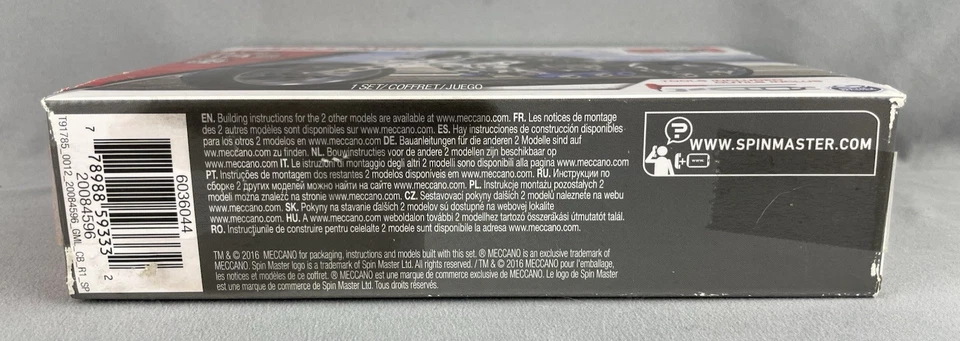 1 SET/COFFRET/JUEGO
T91785_0012_20084596_GML_CB_R1_SP
7 78988 59333 2
20084596
6036044
EN. Building instructions for the 2 other models are available at www.meccano.com. FR. Les notices de montage
des 2 autres modèles sont disponibles sur www.meccano.com. ES. Hay instrucciones de construcción disponibles
para los otros 2 modelos en www.meccano.com DE. Bauanleitungen für die anderen 2 Modelle sind auf
www.meccano.com zu finden. NL. Bouwinstructies voor de andere 2 modellen zijn beschikbaar op
www.meccano.com IT. Le istruzioni di montaggio degli altri 2 modelli sono disponibili alla pagina www.meccano.com
PT. Instruções de montagem dos restantes 2 modelos disponíveis em www.meccano.com. RU. Инструкции по
сборке 2 других моделей можно найти на сайте www.meccano.com. PL. Instrukcje montażu pozostałych 2
modeli można znaleźć na stronie www.meccano.com. CZ. Sestavovací pokyny dalších 2 modelů naleznete na webu
www.meccano.com. SK. Pokyny na stavanie ďalších 2 modelov sú dostupné na webovej lokalite
www.meccano.com. HU. A www.meccano.com weboldalon további 2 modellhez tartozó összerakási útmutatót talál.
RO. Instrucțiunile de construire pentru celelalte 2 modele sunt disponibile la adresa www.meccano.com.
TM & © 2016 MECCANO for packaging, instructions and models built with this set. ® MECCANO is an exclusive trademark of
MECCANO. Spin Master logo is a trademark of Spin Master Ltd. All rights reserved. / TM & © 2016 MECCANO pour l'emballage,
les notices et modèles de ce coffret. ® MECCANO est une marque de commerce exclusive de MECCANO. Le logo de Spin Master
est une marque de commerce de Spin Master Ltd. Tous droits réservés.
?
www
WWW.SPINMASTER.COM